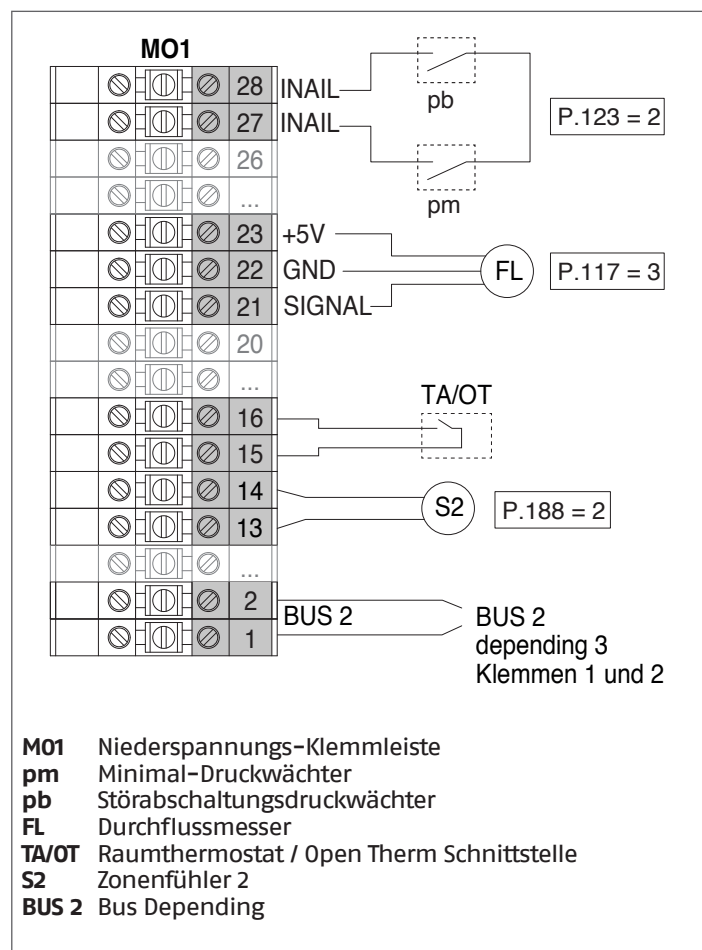 MO1
28 INAIL
pb
27 INAIL
P.123 = 2
26
pm
...
23 +5V
22 GND
FL
P.117 = 3
21 SIGNAL
20
...
TA/OT
16
15
14
S2
P.188 = 2
13
...
2
BUS 2
BUS 2
1
depending 3
Klemmen 1 und 2
MO1 Niederspannungs-Klemmleiste
pm Minimal-Druckwächter
pb Störabschaltungsdruckwächter
FL Durchflussmesser
TA/OT Raumthermostat / Open Therm Schnittstelle
S2 Zonenfühler 2
BUS 2 Bus Depending